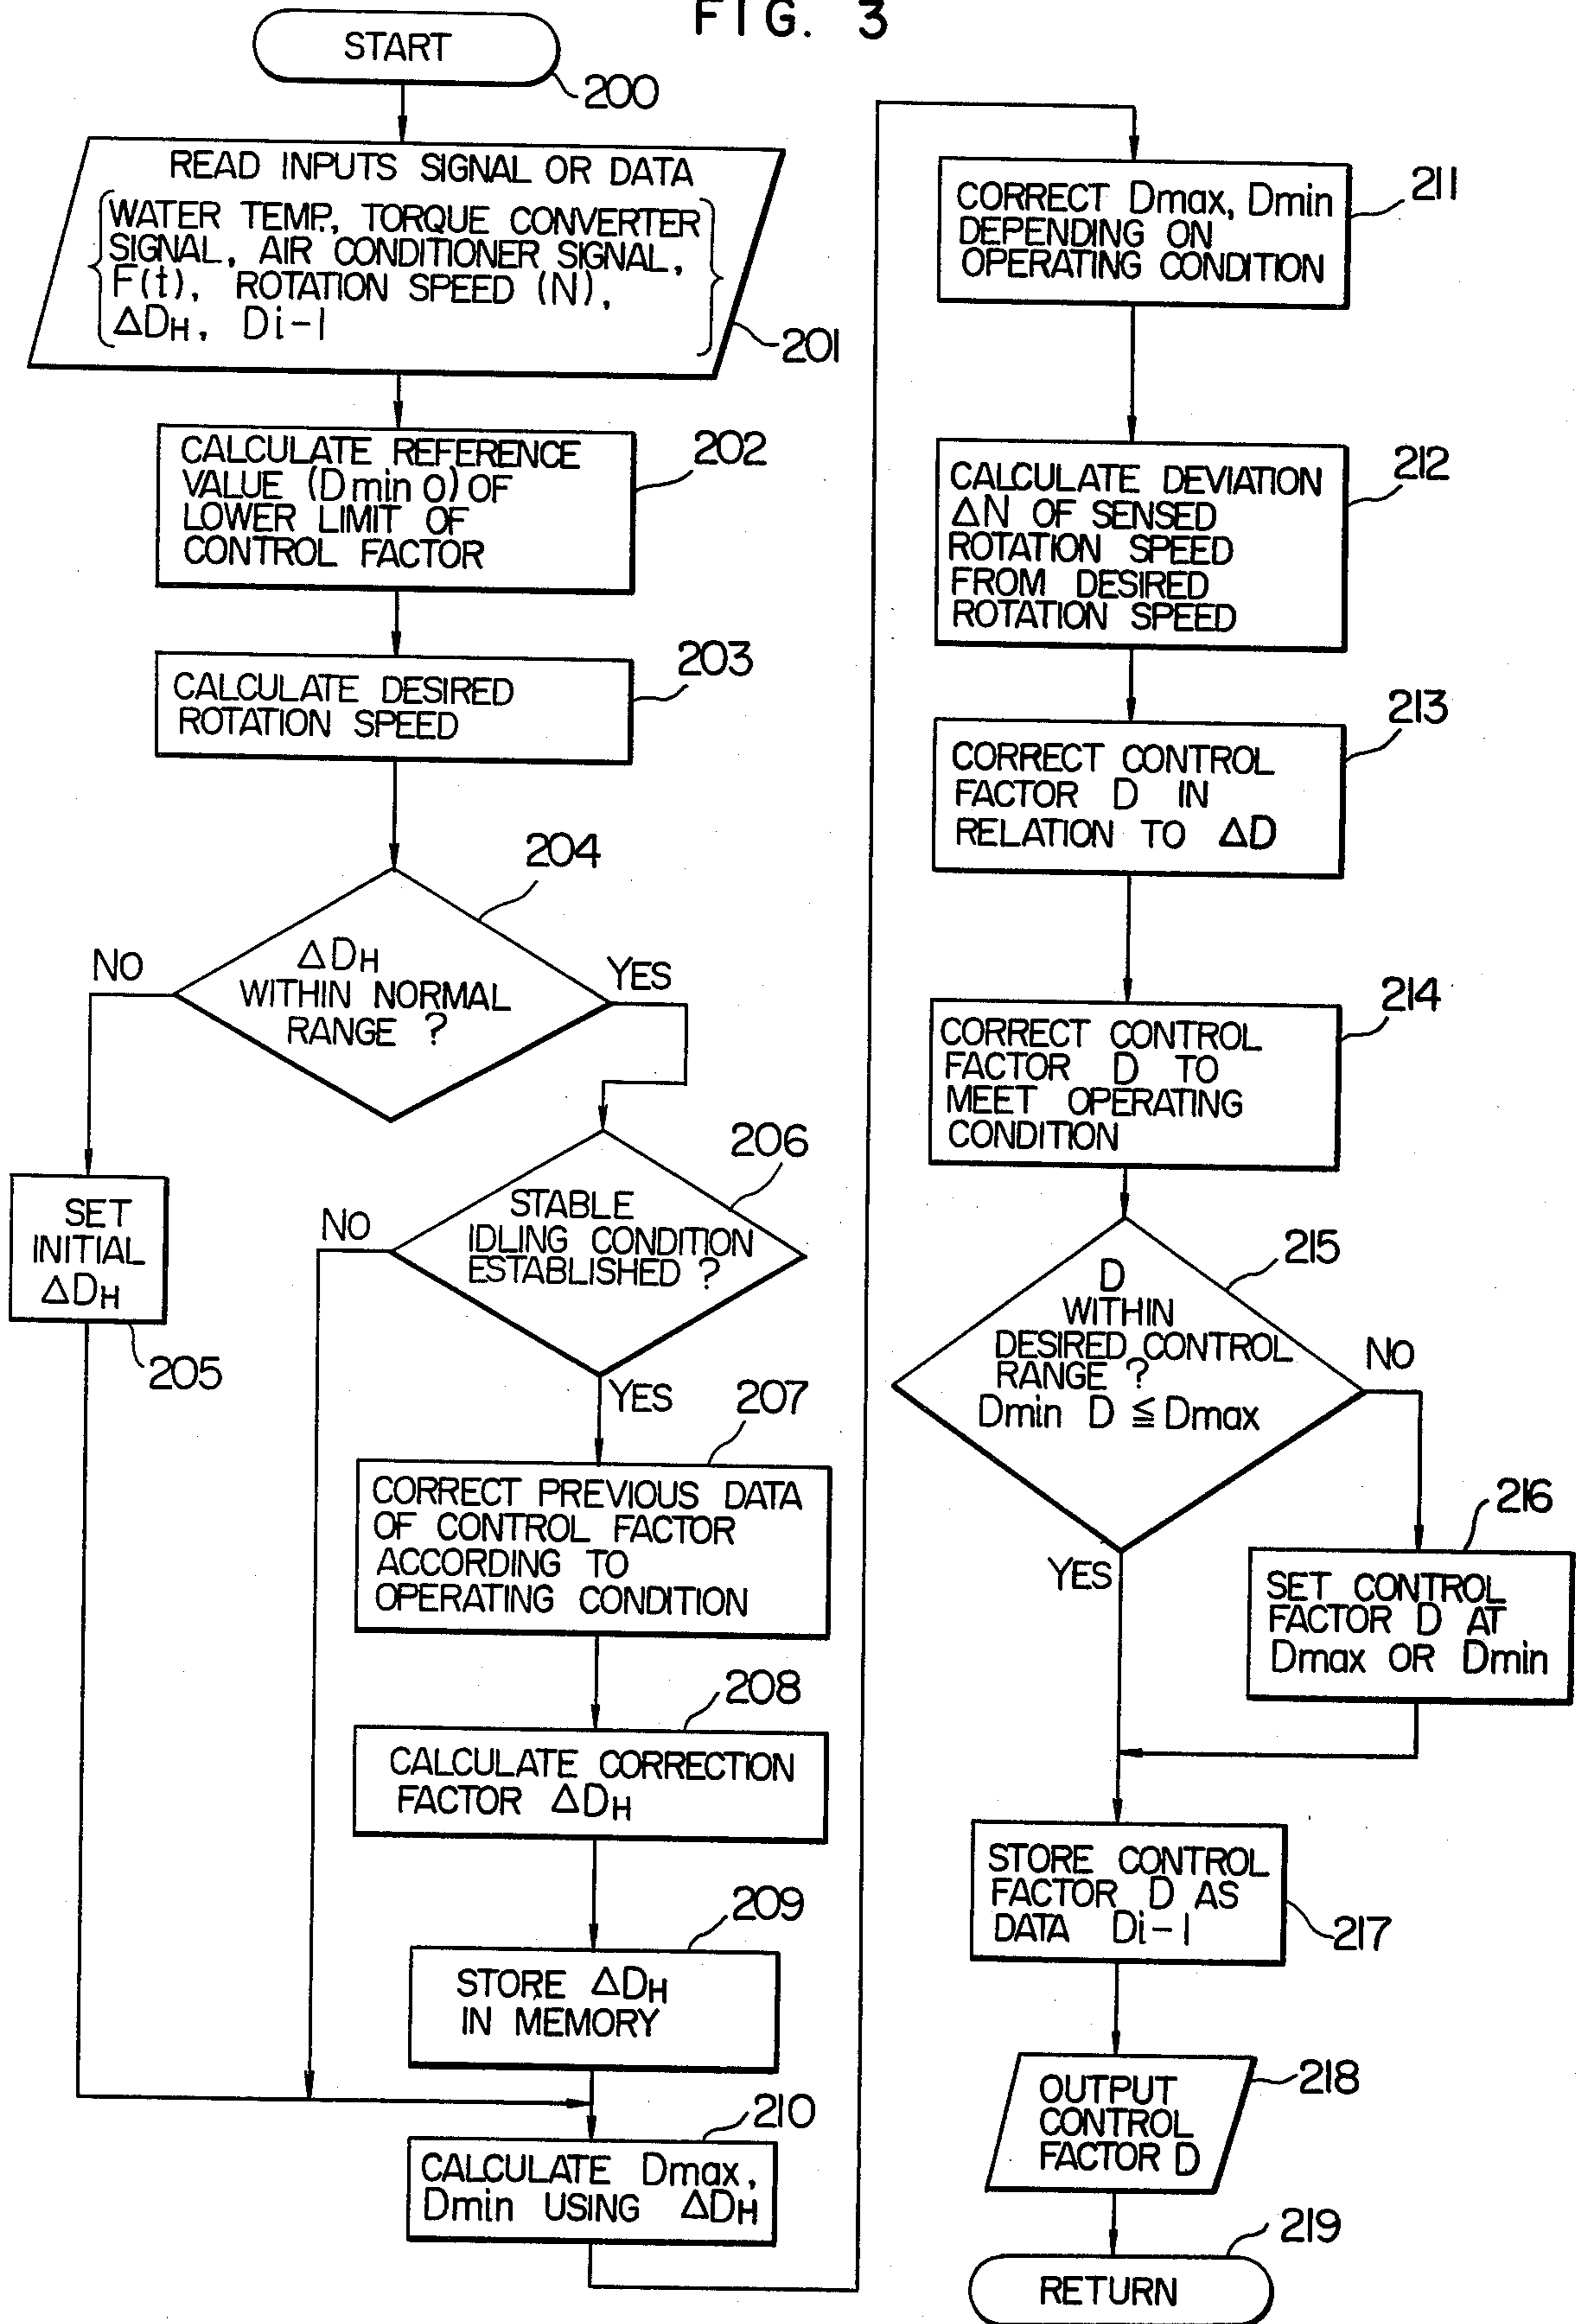 FIG. 3
START
200
READ INPUTS SIGNAL OR DATA
WATER TEMP., TORQUE CONVERTER
SIGNAL, AIR CONDITIONER SIGNAL,
F(t), ROTATION SPEED (N),
ΔDH, Di-1
201
CALCULATE REFERENCE
VALUE (Dmin o) OF
LOWER LIMIT OF
CONTROL FACTOR
202
CALCULATE DESIRED
ROTATION SPEED
203
204
ΔDH
WITHIN NORMAL
RANGE ?
NO
YES
SET
INITIAL
ΔDH
205
206
STABLE
IDLING CONDITION
ESTABLISHED ?
NO
YES
207
CORRECT PREVIOUS DATA
OF CONTROL FACTOR
ACCORDING TO
OPERATING CONDITION
208
CALCULATE CORRECTION
FACTOR ΔDH
209
STORE ΔDH
IN MEMORY
210
CALCULATE Dmax,
Dmin USING ΔDH
211
CORRECT Dmax, Dmin
DEPENDING ON
OPERATING CONDITION
212
CALCULATE DEVIATION
ΔN OF SENSED
ROTATION SPEED
FROM DESIRED
ROTATION SPEED
213
CORRECT CONTROL
FACTOR D IN
RELATION TO ΔD
214
CORRECT CONTROL
FACTOR D TO
MEET OPERATING
CONDITION
215
D
WITHIN
DESIRED CONTROL
RANGE ?
Dmin D ≦ Dmax
NO
YES
216
SET CONTROL
FACTOR D AT
Dmax OR Dmin
STORE CONTROL
FACTOR D AS
DATA Di-1
217
OUTPUT
CONTROL
FACTOR D
218
219
RETURN